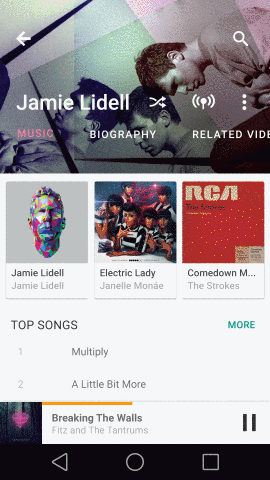 Jamie Lidell
MUSIC
BIOGRAPHY
RELATED VIDE
RCA
The Strokes
Jamie Lidell
Jamie Lidell
Electric Lady
Janelle Monáe
Comedown M...
The Strokes
TOP SONGS
MORE
1 Multiply
2 A Little Bit More
Breaking The Walls
Fitz and The Tantrums